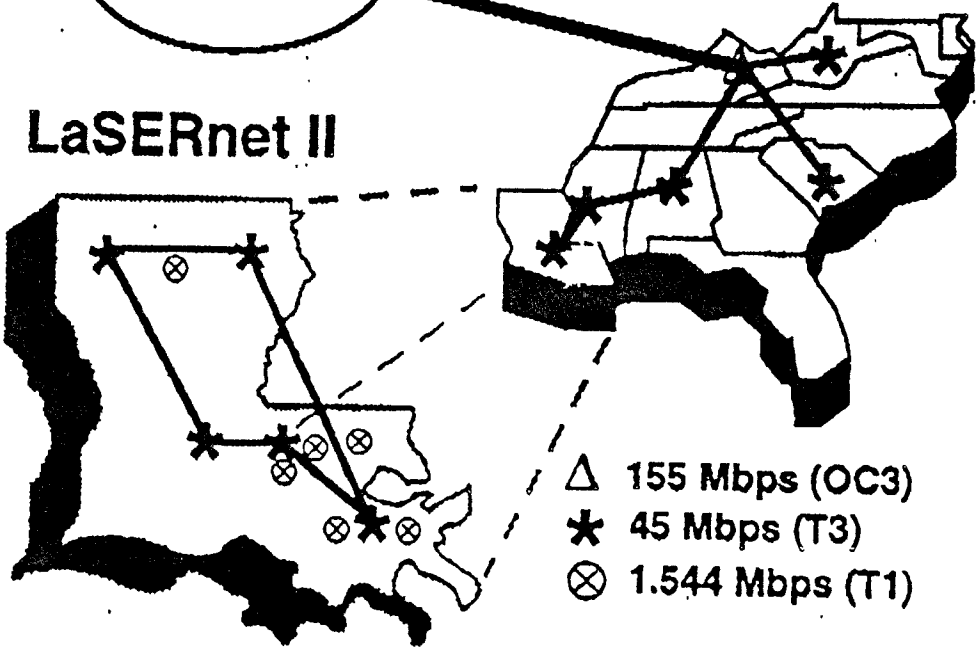 LaSERnet II
155 Mbps (OC3)
45 Mbps (T3)
1.544 Mbps (T1)